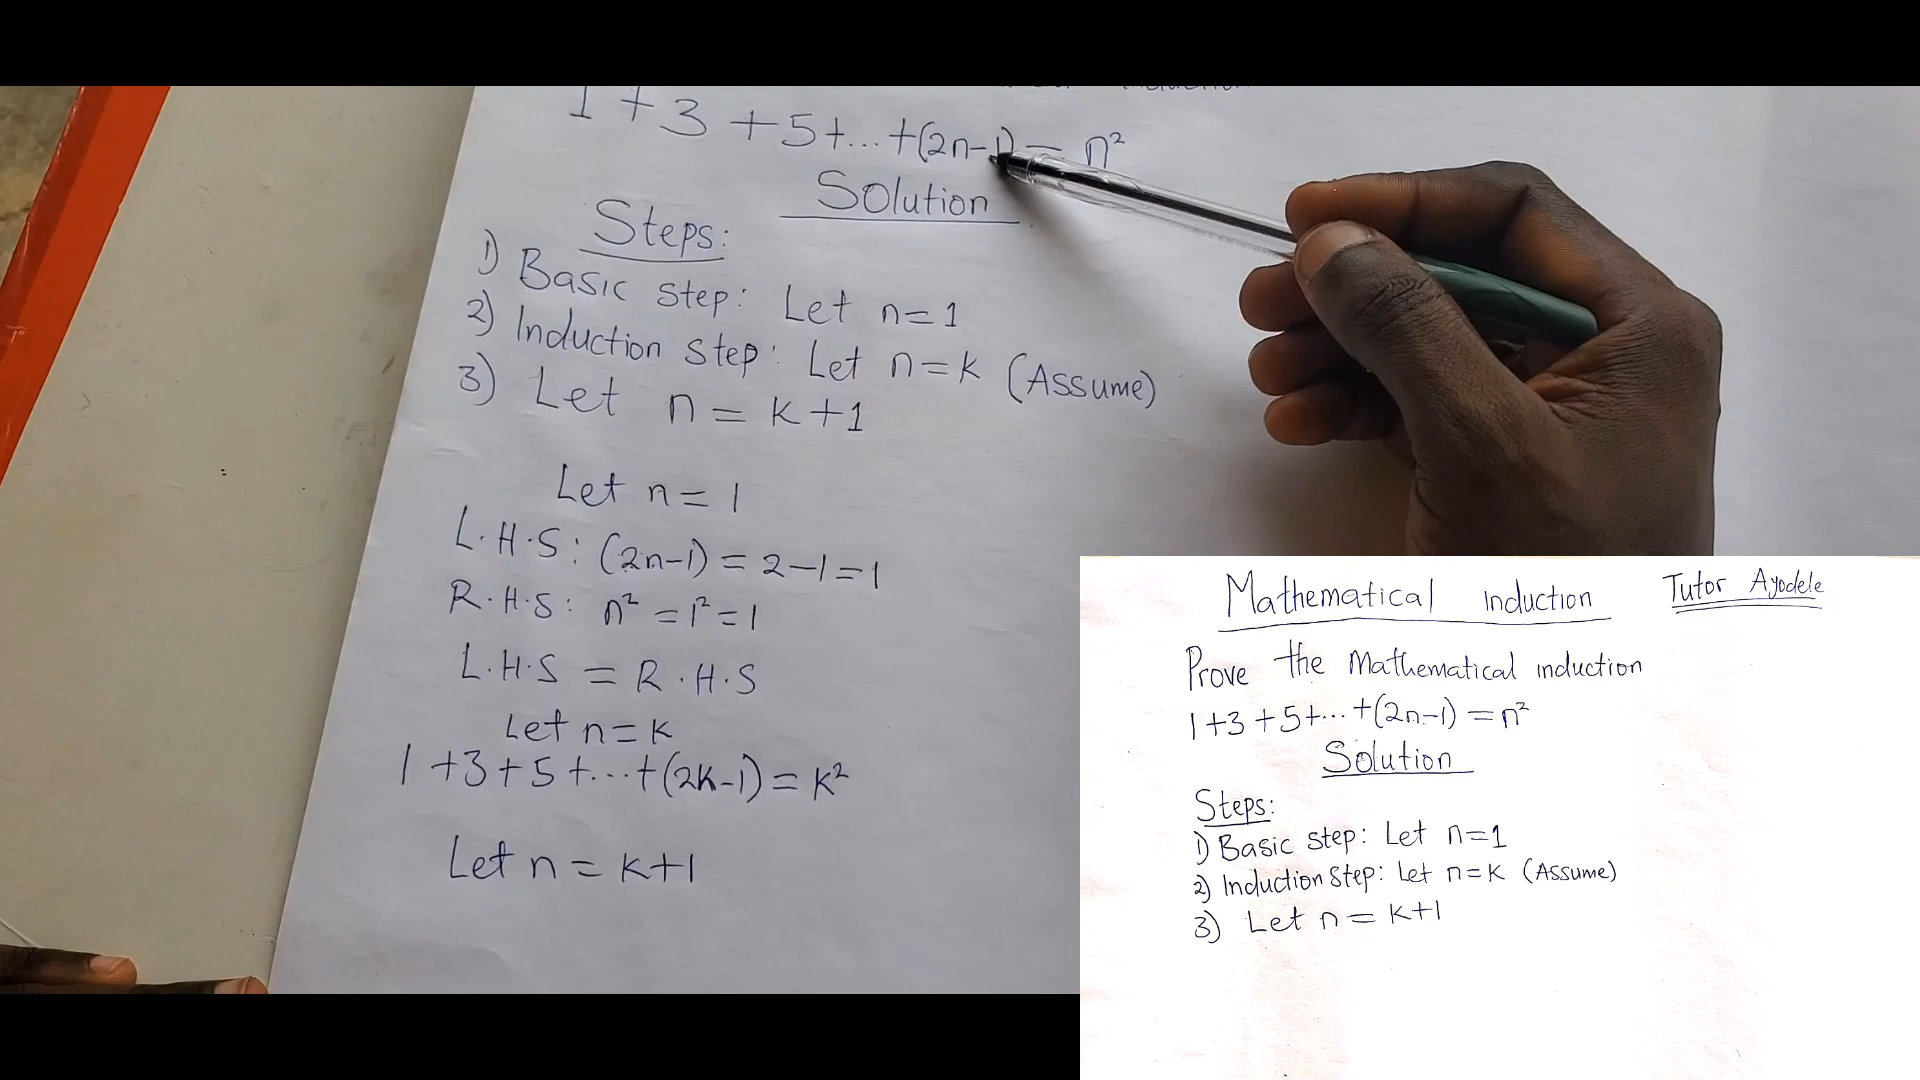 1 + 3 + 5 + ... + (2n-1) = n²
Solution
Steps:
1) Basic step: Let n = 1
2) Induction step: Let n = k (Assume)
3) Let n = k + 1
Let n = 1
L.H.S: (2n-1) = 2-1 = 1
R.H.S: n² = 1² = 1
L.H.S = R.H.S
Let n = k
1 + 3 + 5 + ... + (2k-1) = k²
Let n = k+1
Mathematical induction
Tutor Ayodele
Prove the Mathematical induction
1 + 3 + 5 + ... + (2n-1) = n²
Solution
Steps:
1) Basic step: Let n = 1
2) Induction step: Let n = k (Assume)
3) Let n = k+1